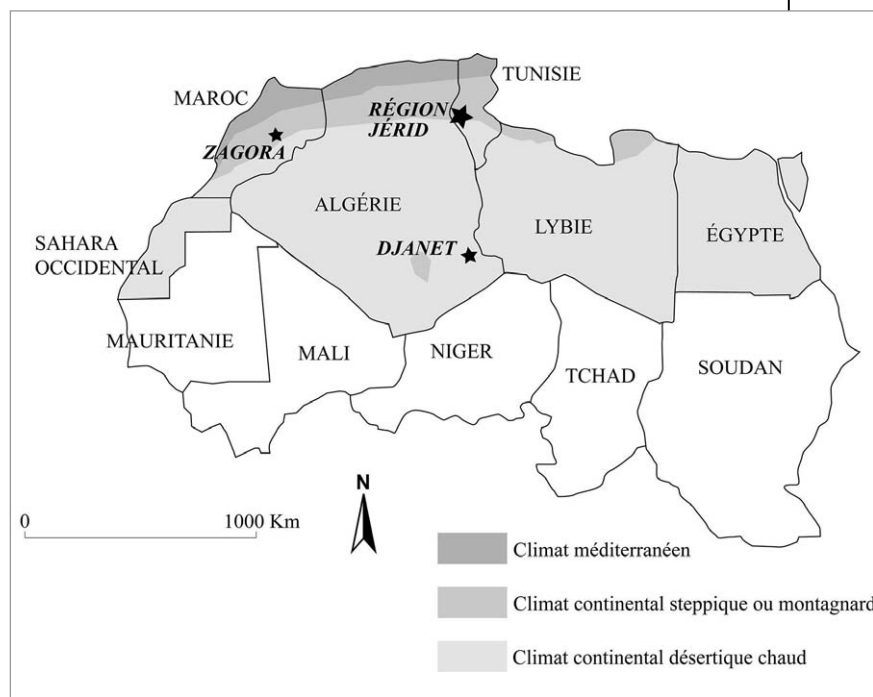 TUNISIE
MAROC
RÉGION
JÉRID
ZAGORA
ALGÉRIE
LYBIE
ÉGYPTE
DJANET
SAHARA
OCCIDENTAL
MAURITANIE
MALI
NIGER
TCHAD
SOUDAN
N
0 1000 Km
Climat méditerranéen
Climat continental steppique ou montagnard
Climat continental désertique chaud